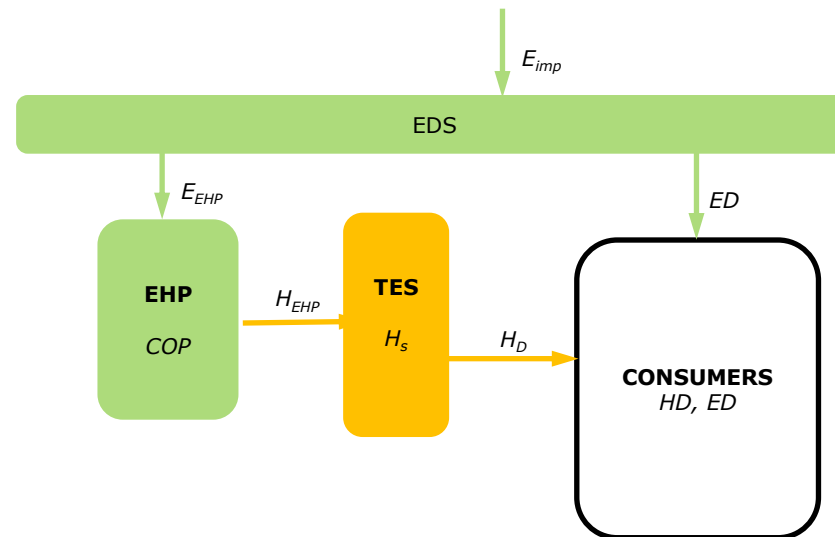 E_imp
EDS
E_EHP
ED
EHP
COP
H_EHP
TES
H_s
H_D
CONSUMERS
HD, ED